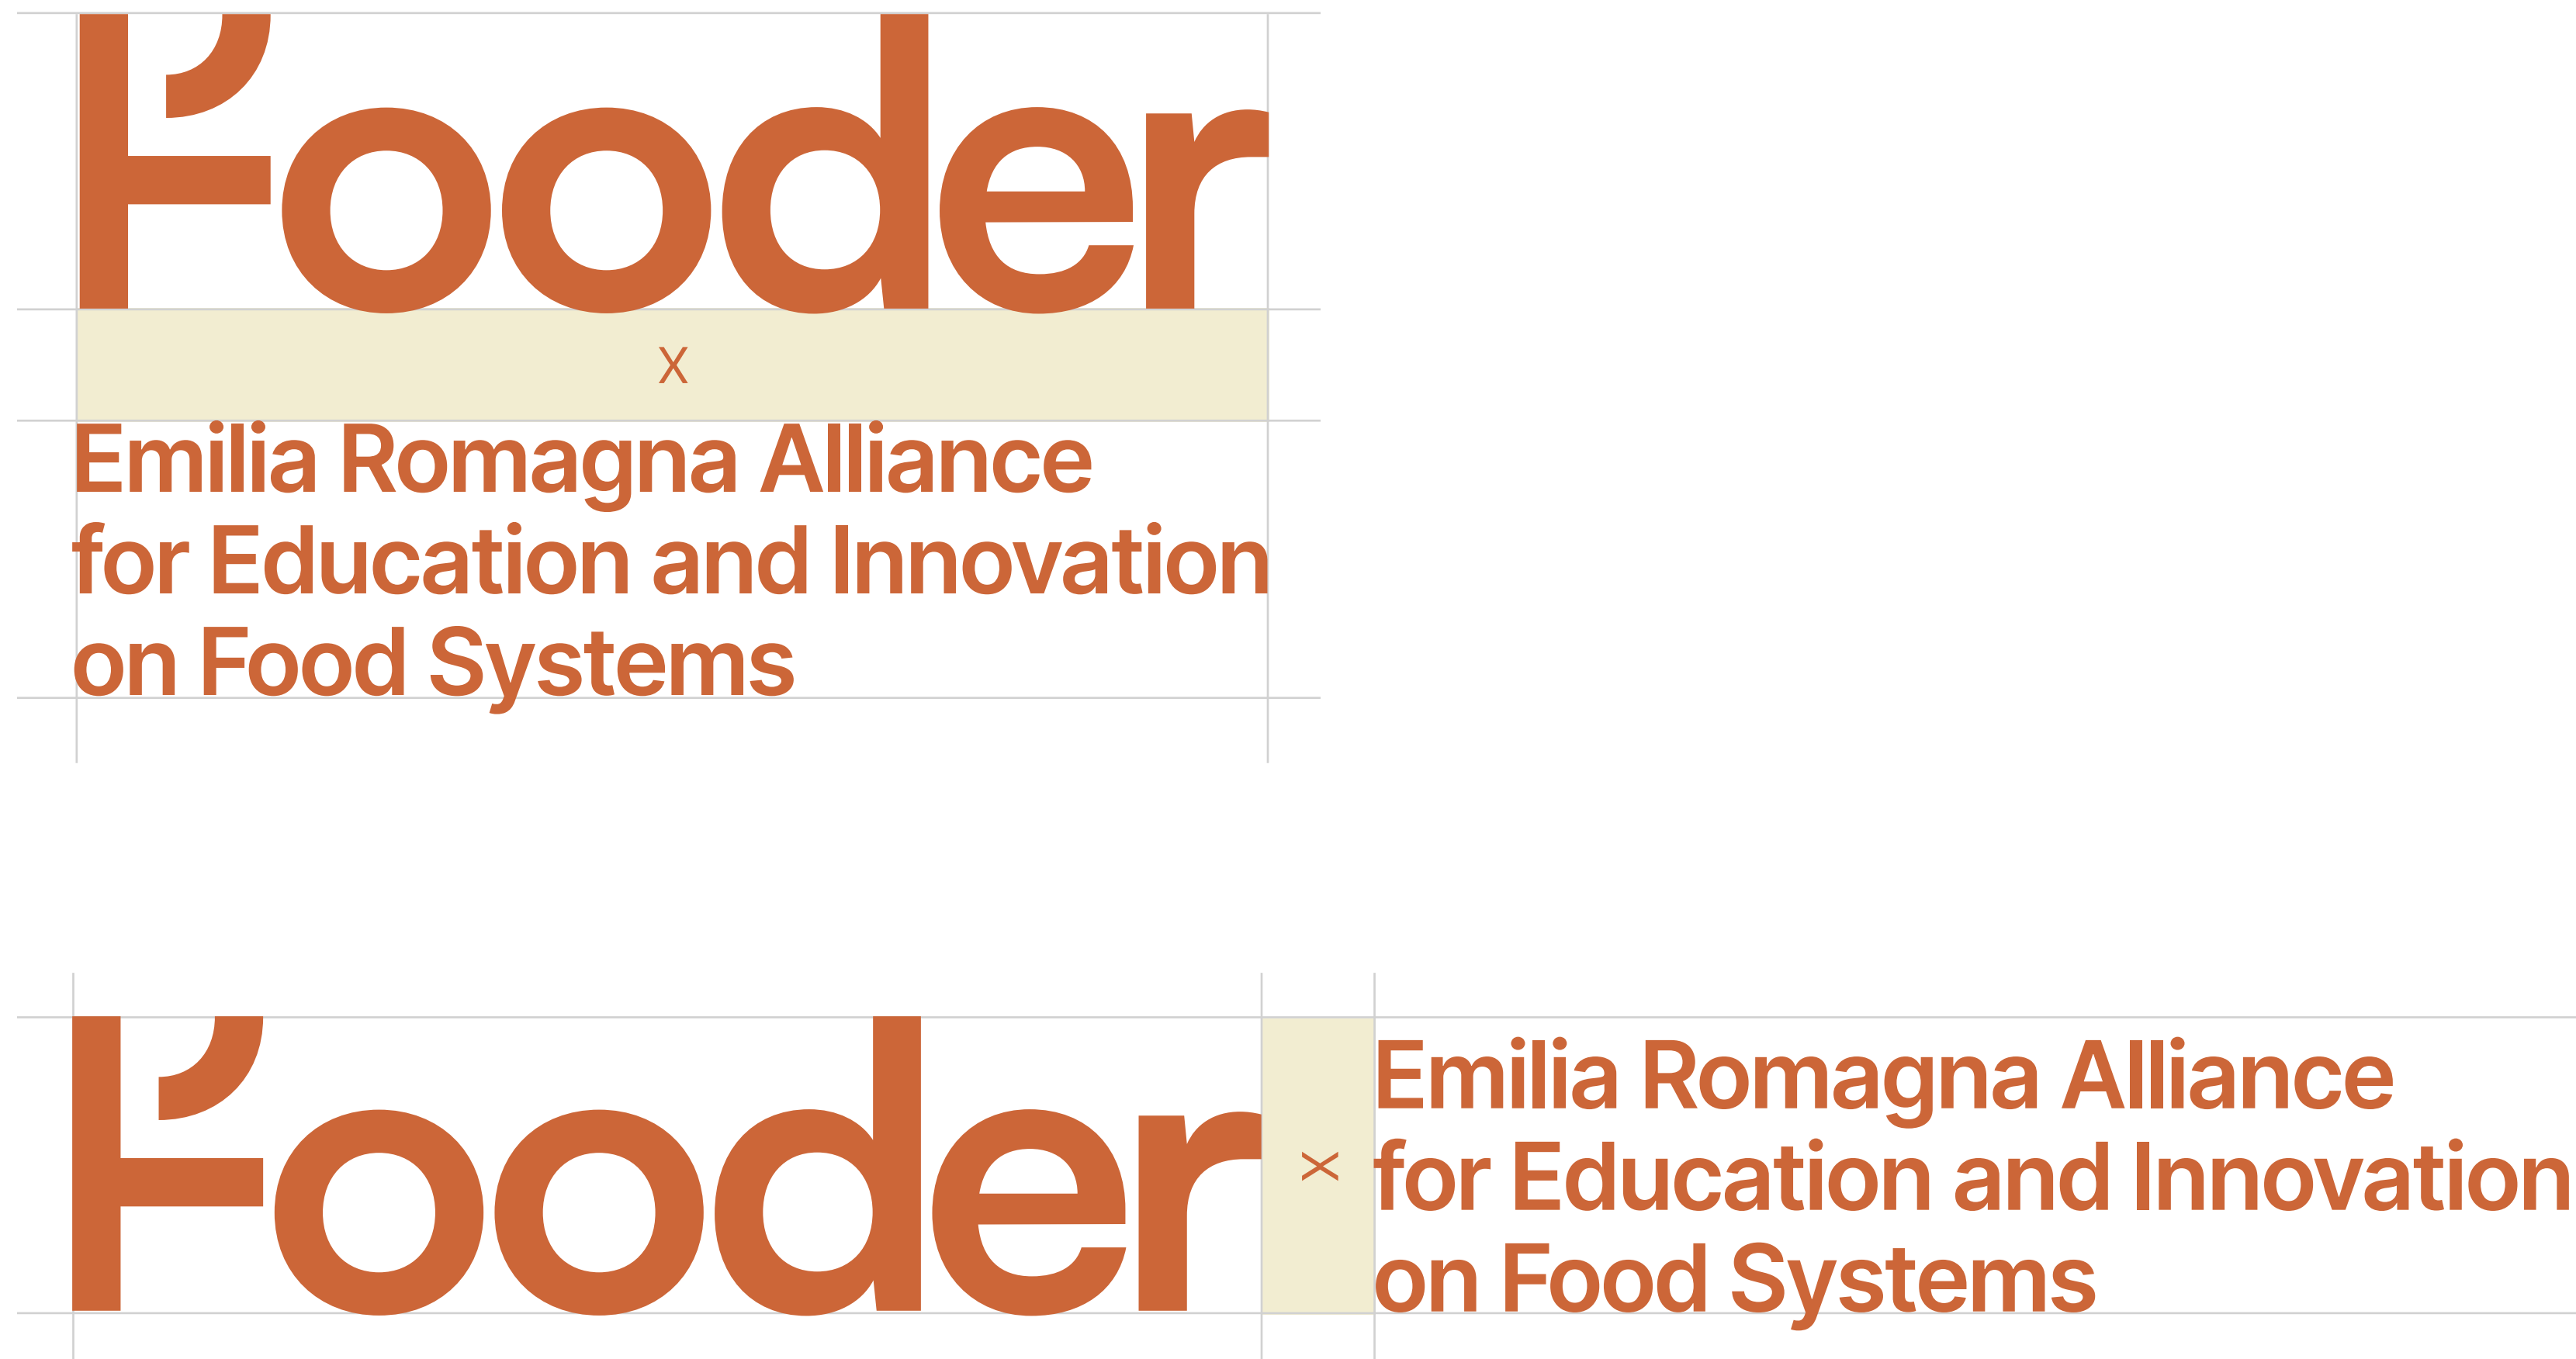 Fooder
X
Emilia Romagna Alliance
for Education and Innovation
on Food Systems
Fooder
X
Emilia Romagna Alliance
for Education and Innovation
on Food Systems